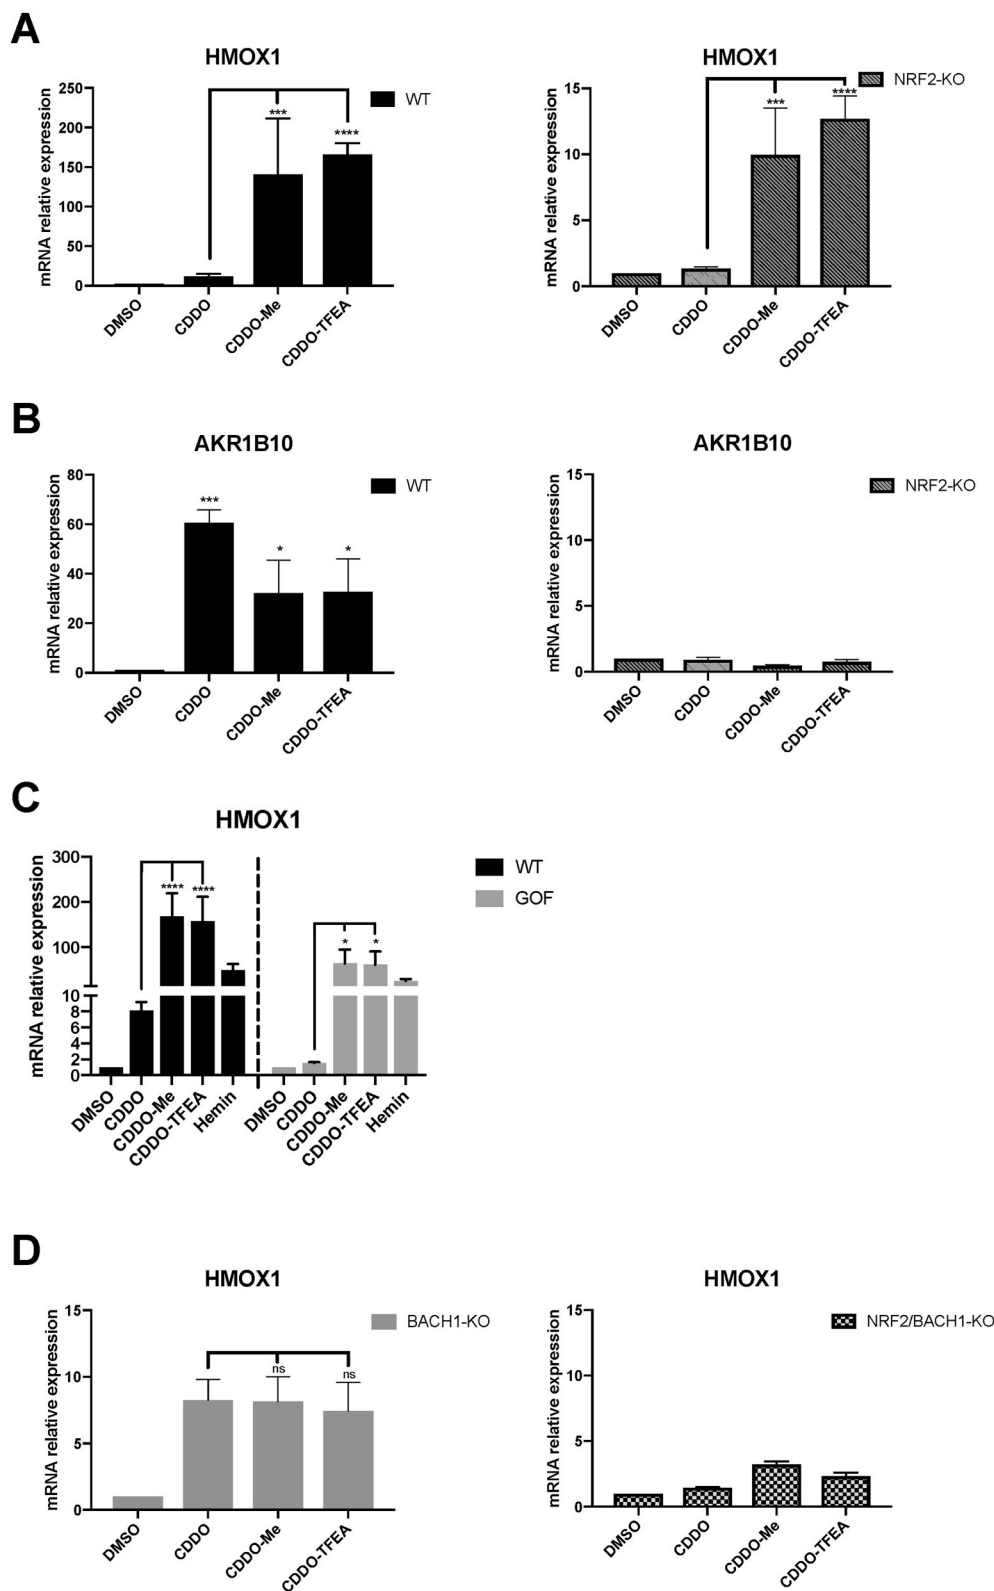 A
HMOX1
mRNA relative expression
250
200
150
100
50
0
***
****
WT
DMSO
CDDO
CDDO-Me
CDDO-TFEA
HMOX1
mRNA relative expression
15
10
5
0
***
****
NRF2-KO
DMSO
CDDO
CDDO-Me
CDDO-TFEA
B
AKR1B10
mRNA relative expression
80
60
40
20
0
***
*
*
WT
DMSO
CDDO
CDDO-Me
CDDO-TFEA
AKR1B10
mRNA relative expression
15
10
5
0
NRF2-KO
DMSO
CDDO
CDDO-Me
CDDO-TFEA
C
HMOX1
mRNA relative expression
300
200
100
10
8
6
4
2
0
****
****
*
*
WT
GOF
DMSO
CDDO
CDDO-Me
CDDO-TFEA
Hemin
DMSO
CDDO
CDDO-Me
CDDO-TFEA
Hemin
D
HMOX1
mRNA relative expression
15
10
5
0
ns
ns
BACH1-KO
DMSO
CDDO
CDDO-Me
CDDO-TFEA
HMOX1
mRNA relative expression
15
10
5
0
NRF2/BACH1-KO
DMSO
CDDO
CDDO-Me
CDDO-TFEA